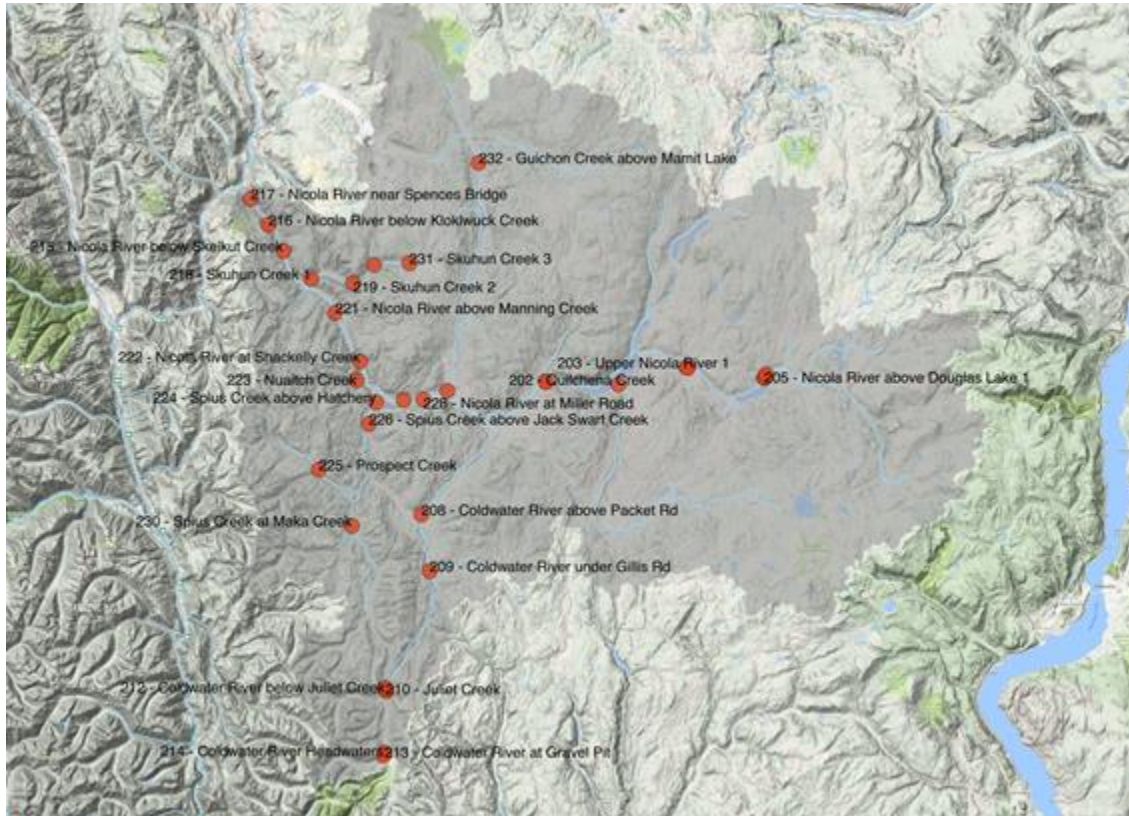 232 - Guichon Creek above Mamit Lake
217 - Nicola River near Spences Bridge
216 - Nicola River below Kloklwuck Creek
215 - Nicola River below Skeikut Creek
231 - Skuhun Creek 3
218 - Skuhun Creek 1
219 - Skuhun Creek 2
221 - Nicola River above Manning Creek
222 - Nicola River at Shackelly Creek
203 - Upper Nicola River 1
223 - Nuaitch Creek
202 - Quilchena Creek
205 - Nicola River above Douglas Lake 1
224 - Spius Creek above Hatchery
228 - Nicola River at Miller Road
226 - Spius Creek above Jack Swart Creek
225 - Prospect Creek
208 - Coldwater River above Packet Rd
230 - Spius Creek at Maka Creek
209 - Coldwater River under Gillis Rd
212 - Coldwater River below Juliet Creek
210 - Juliet Creek
214 - Coldwater River Headwaters
213 - Coldwater River at Gravel Pit